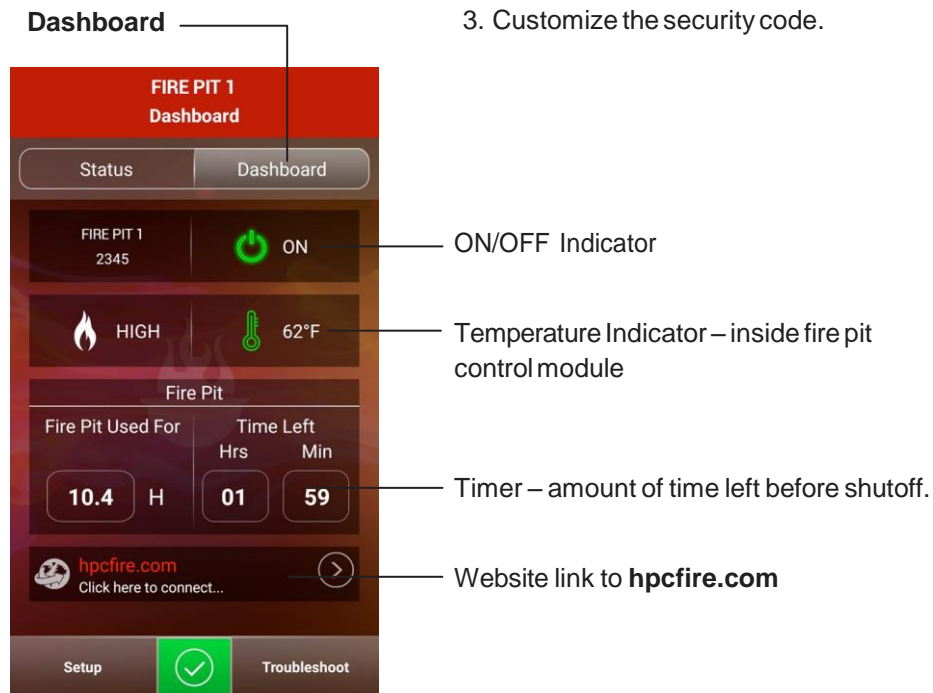 Dashboard
3. Customize the security code.
FIRE PIT 1
Dashboard
Status
Dashboard
FIRE PIT 1
2345
ON
ON/OFF Indicator
HIGH
62°F
Temperature Indicator – inside fire pit
control module
Fire Pit
Fire Pit Used For
Time Left
Hrs Min
10.4 H
01 59
Timer – amount of time left before shutoff.
hpcfire.com
Click here to connect...
Website link to hpcfire.com
Setup
Troubleshoot